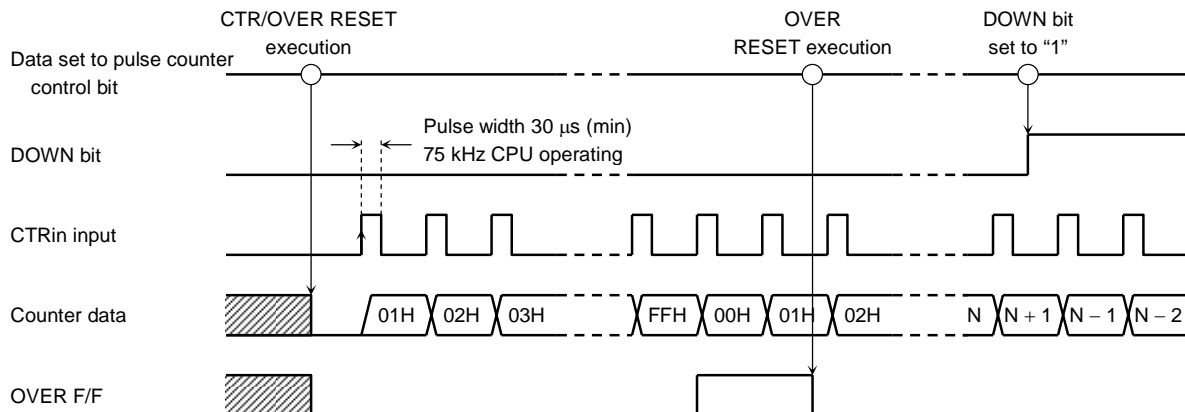 CTR/OVER RESET
execution
OVER
RESET execution
DOWN bit
set to “1”
Data set to pulse counter
control bit
Pulse width 30 μs (min)
75 kHz CPU operating
DOWN bit
CTRin input
Counter data
01H 02H 03H FFH 00H 01H 02H N N + 1 N − 1 N − 2
OVER F/F